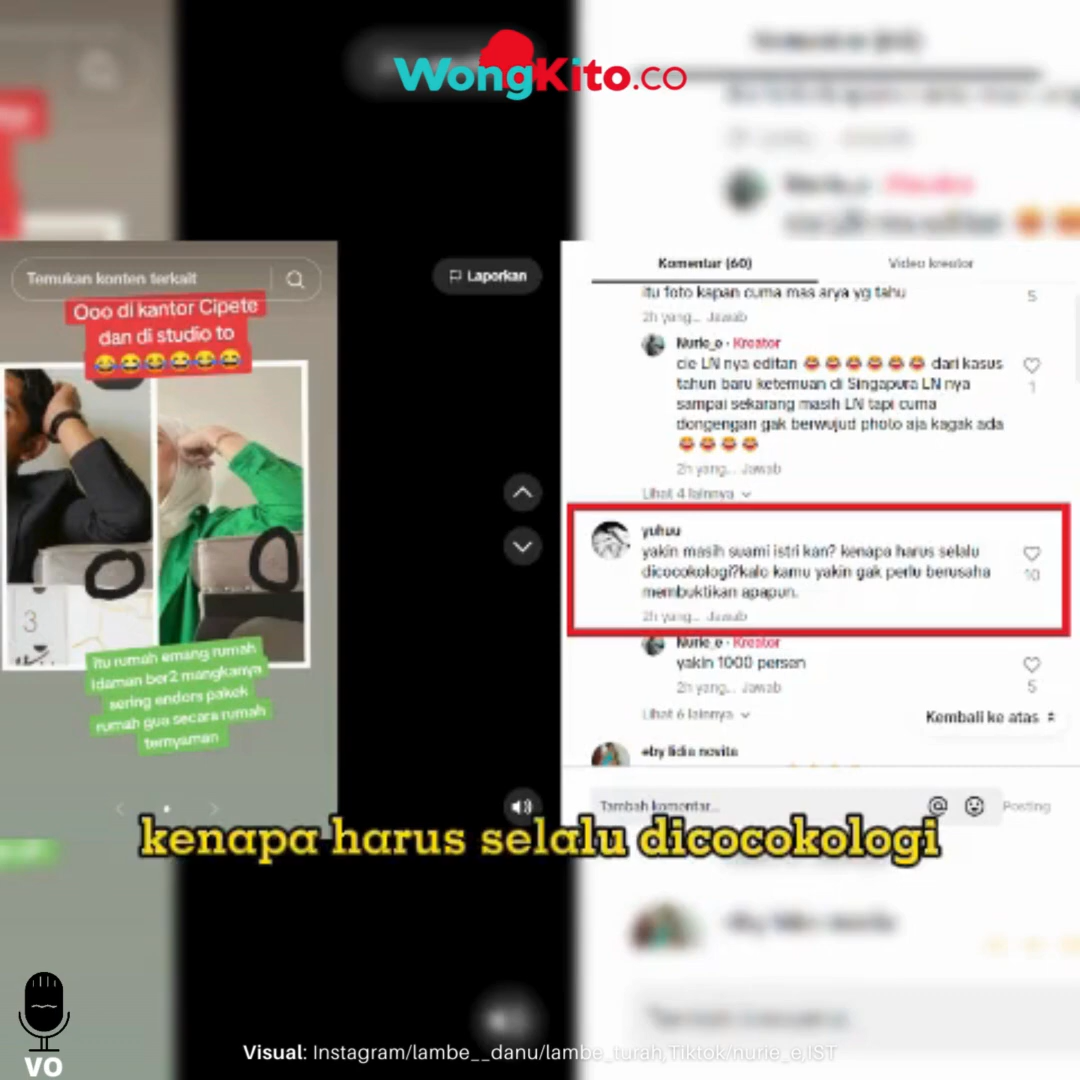 WongKito.co
Temukan konten terkait
Ooo di kantor Cipete
dan di studio to
😂😂😂😂😂😂
3
itu rumah emang rumah
idaman ber2 mangkanya
sering endors pakek
rumah gua secara rumah
ternyaman
Laporkan
Komentar (60)
Video kreator
itu foto kapan cuma mas arya yg tahu
5
2h yang... Jawab
Nurie_e · Kreator
cie LN nya editan 😂😂😂😂😂😂 dari kasus
tahun baru ketemuan di Singapura LN nya
sampai sekarang masih LN tapi cuma
dongengan gak berwujud photo aja kagak ada
😂😂😂😂
1
2h yang... Jawab
Lihat 4 lainnya
yuhuu
yakin masih suami istri kan? kenapa harus selalu
dicocokologi?kalo kamu yakin gak perlu berusaha
membuktikan apapun.
10
2h yang... Jawab
Nurie_e · Kreator
yakin 1000 persen
5
2h yang... Jawab
Lihat 6 lainnya
Kembali ke atas
eby lidia novita
Tambah komentar...
Posting
kenapa harus selalu dicocokologi
VO
Visual: Instagram/lambe__danu/lambe_turah,Tiktok/nurie_e,IST